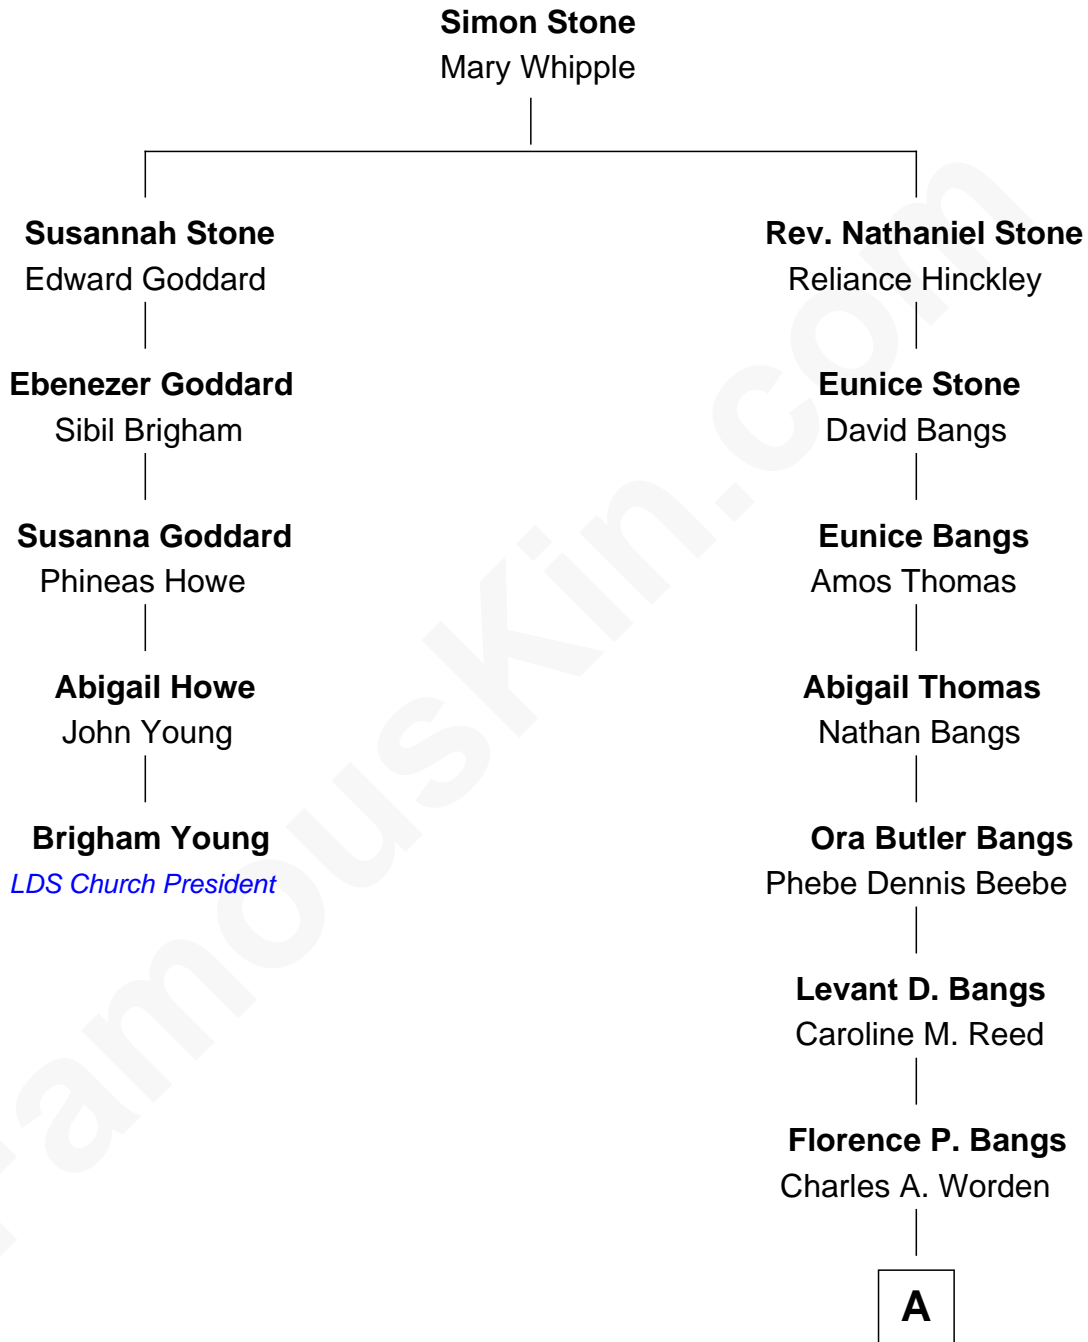 Simon Stone
Mary Whipple
Susannah Stone
Edward Goddard
Rev. Nathaniel Stone
Reliance Hinckley
Ebenezer Goddard
Sibil Brigham
Eunice Stone
David Bangs
Susanna Goddard
Phineas Howe
Eunice Bangs
Amos Thomas
Abigail Howe
John Young
Abigail Thomas
Nathan Bangs
Brigham Young
LDS Church President
Ora Butler Bangs
Phebe Dennis Beebe
Levant D. Bangs
Caroline M. Reed
Florence P. Bangs
Charles A. Worden
A
FamousKin.com